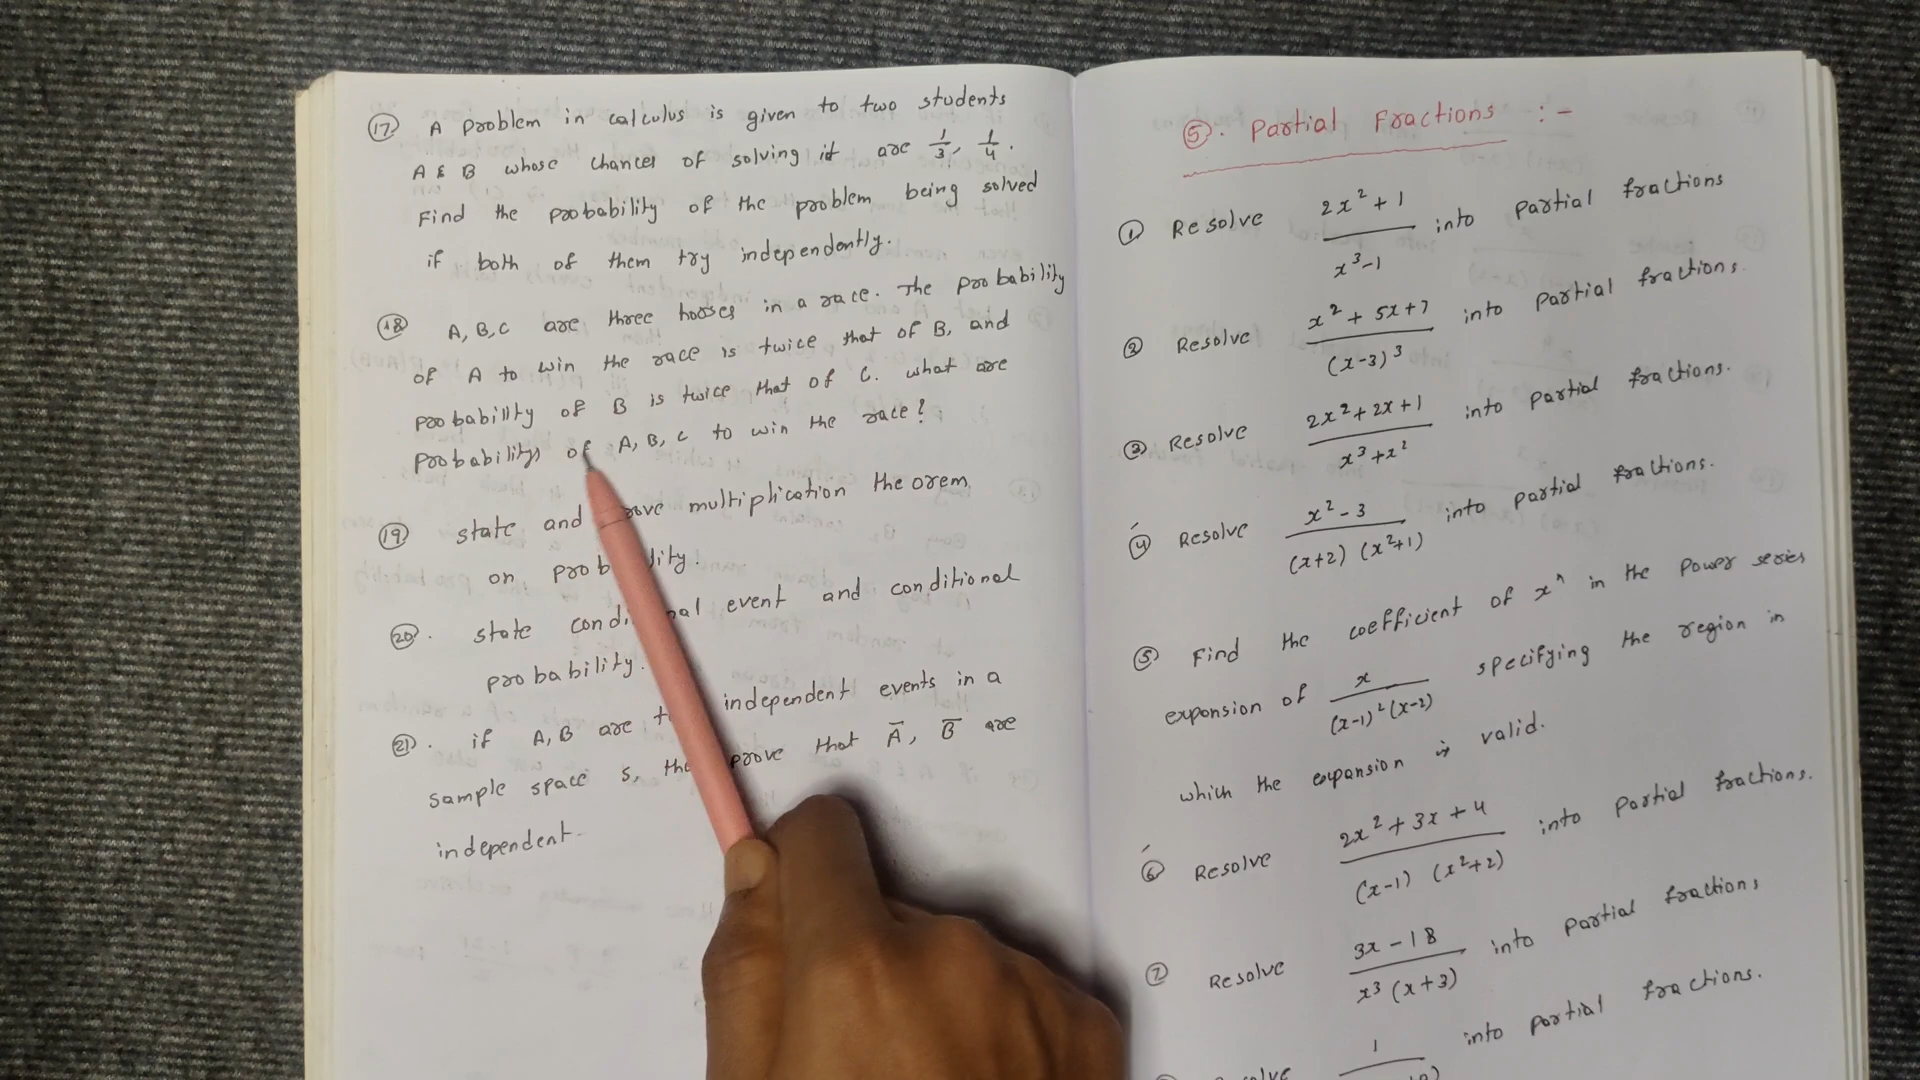 (17) A problem in calculus is given to two students
A & B whose chances of solving it are 1/3, 1/4.
Find the probability of the problem being solved
if both of them try independently.
(18) A, B, C are three horses in a race. The probability
of A to win the race is twice that of B, and
probability of B is twice that of C. what are
probabilitys of A, B, C to win the race?
(19) state and prove multiplication theorem
on probability.
(20). state conditional event and conditional
probability.
(21). if A, B are independent events in a
sample space S, prove that A̅, B̅ are
independent.
(5). Partial Fractions :-
(1) Resolve (2x² + 1)/(x³-1) into partial fractions
(2) Resolve (x² + 5x + 7)/(x-3)³ into partial fractions.
(3) Resolve (2x² + 2x + 1)/(x³ + x²) into partial fractions.
(4) Resolve (x² - 3)/((x+2) (x²+1)) into partial fractions.
(5) Find the coefficient of xⁿ in the power series
expansion of x/((x-1)² (x-2)) specifying the region in
which the expansion is valid.
(6) Resolve (2x² + 3x + 4)/((x-1) (x²+2)) into partial fractions.
(7) Resolve (3x - 18)/(x³ (x+3)) into partial fractions
1 into partial fractions.